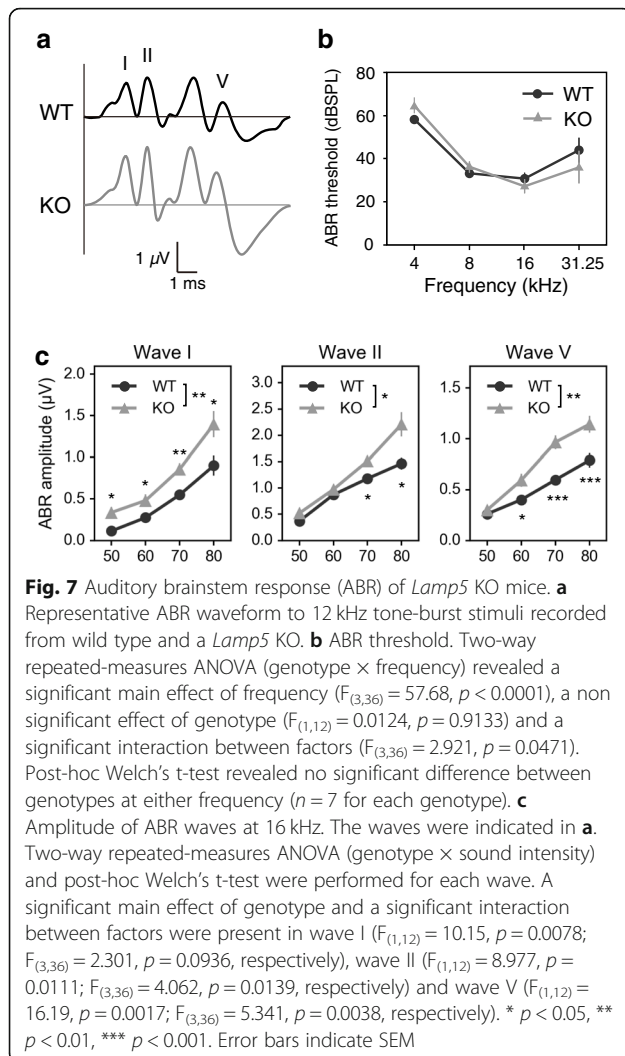 a
b
I II V
WT
KO
1 µV
1 ms
ABR threshold (dBSPL)
80
60
40
20
0
WT
KO
4 8 16 31.25
Frequency (kHz)
c
Wave I Wave II Wave V
ABR amplitude (µV)
2.0
1.5
1.0
0.5
0.0
WT
KO
**
*
*
*
**
50 60 70 80
3.0
2.5
2.0
1.5
1.0
0.5
0.0
WT
KO
*
*
*
50 60 70 80
1.5
1.0
0.5
0.0
WT
KO
**
*
***
***
50 60 70 80
Fig. 7 Auditory brainstem response (ABR) of Lamp5 KO mice. a
Representative ABR waveform to 12 kHz tone-burst stimuli recorded
from wild type and a Lamp5 KO. b ABR threshold. Two-way
repeated-measures ANOVA (genotype × frequency) revealed a
significant main effect of frequency (F(3,36) = 57.68, p < 0.0001), a non
significant effect of genotype (F(1,12) = 0.0124, p = 0.9133) and a
significant interaction between factors (F(3,36) = 2.921, p = 0.0471).
Post-hoc Welch's t-test revealed no significant difference between
genotypes at either frequency (n = 7 for each genotype). c
Amplitude of ABR waves at 16 kHz. The waves were indicated in a.
Two-way repeated-measures ANOVA (genotype × sound intensity)
and post-hoc Welch's t-test were performed for each wave. A
significant main effect of genotype and a significant interaction
between factors were present in wave I (F(1,12) = 10.15, p = 0.0078;
F(3,36) = 2.301, p = 0.0936, respectively), wave II (F(1,12) = 8.977, p =
0.0111; F(3,36) = 4.062, p = 0.0139, respectively) and wave V (F(1,12) =
16.19, p = 0.0017; F(3,36) = 5.341, p = 0.0038, respectively). * p < 0.05, **
p < 0.01, *** p < 0.001. Error bars indicate SEM